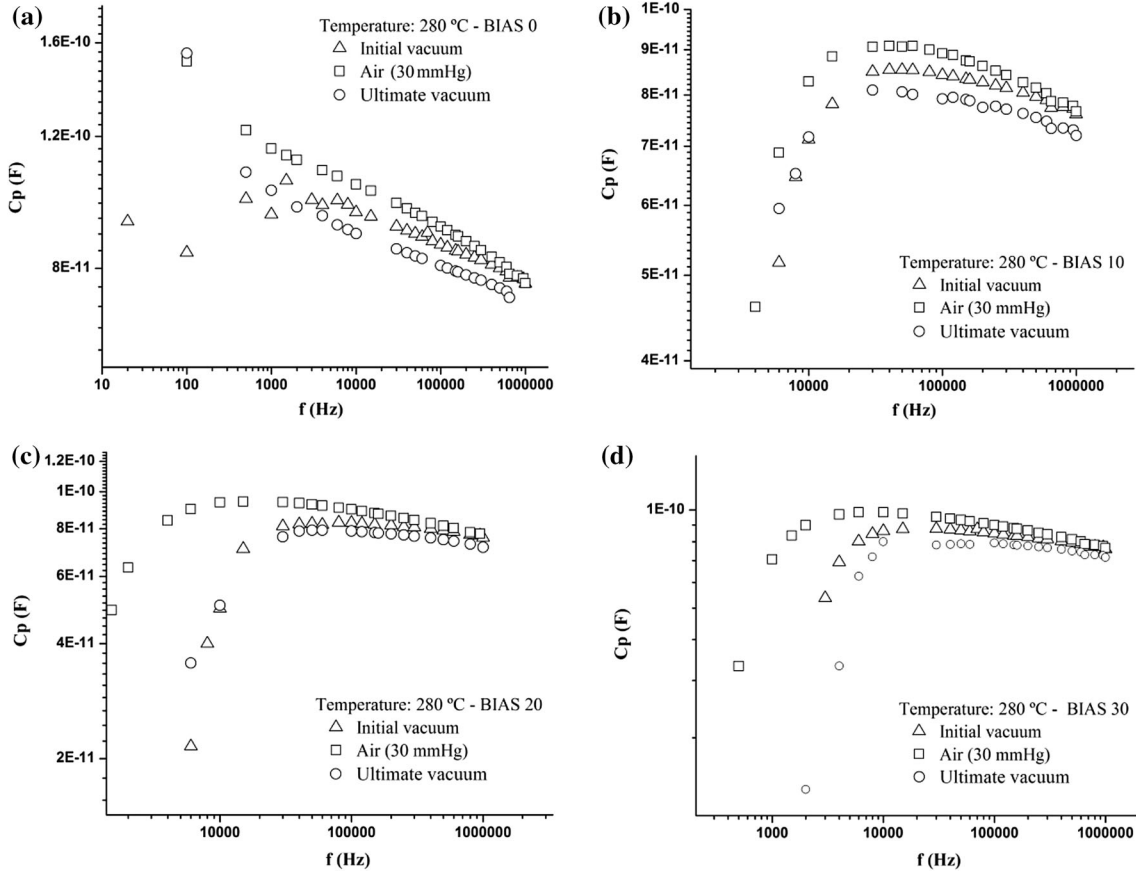 (a)
Temperature: 280 ºC - BIAS 0
Initial vacuum
Air (30 mmHg)
Ultimate vacuum
1.6E-10
1.2E-10
8E-11
Cp (F)
10
100
1000
10000
100000
1000000
f (Hz)
(b)
1E-10
9E-11
8E-11
7E-11
6E-11
5E-11
4E-11
Cp (F)
Temperature: 280 ºC - BIAS 10
Initial vacuum
Air (30 mmHg)
Ultimate vacuum
10000
100000
1000000
f (Hz)
(c)
1.2E-10
1E-10
8E-11
6E-11
4E-11
2E-11
Cp (F)
Temperature: 280 ºC - BIAS 20
Initial vacuum
Air (30 mmHg)
Ultimate vacuum
10000
100000
1000000
f (Hz)
(d)
1E-10
Cp (F)
Temperature: 280 ºC - BIAS 30
Initial vacuum
Air (30 mmHg)
Ultimate vacuum
1000
10000
100000
1000000
f (Hz)